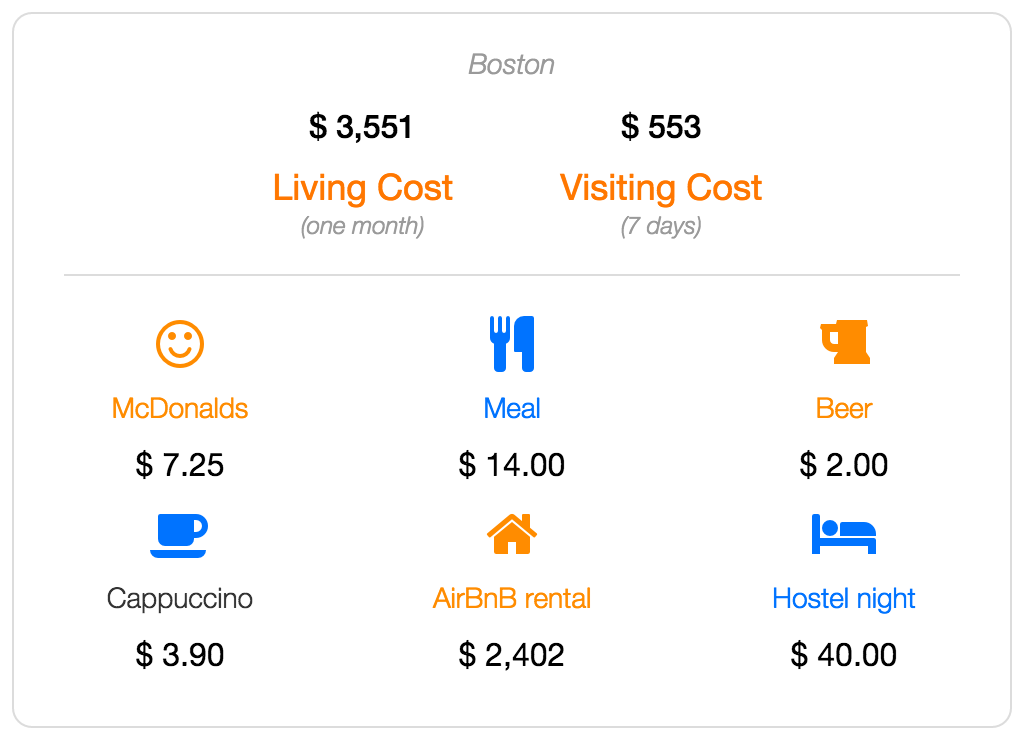 Boston
$ 3,551 $ 553
Living Cost Visiting Cost
(one month) (7 days)
McDonalds Meal Beer
$ 7.25 $ 14.00 $ 2.00
Cappuccino AirBnB rental Hostel night
$ 3.90 $ 2,402 $ 40.00